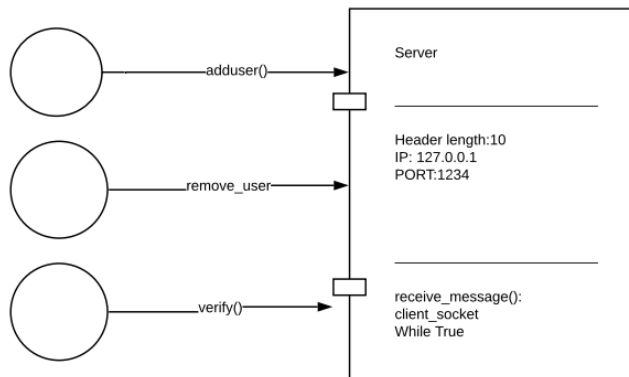 adduser()
remove_user
verify()
Server
Header length:10
IP: 127.0.0.1
PORT:1234
receive_message():
client_socket
While True